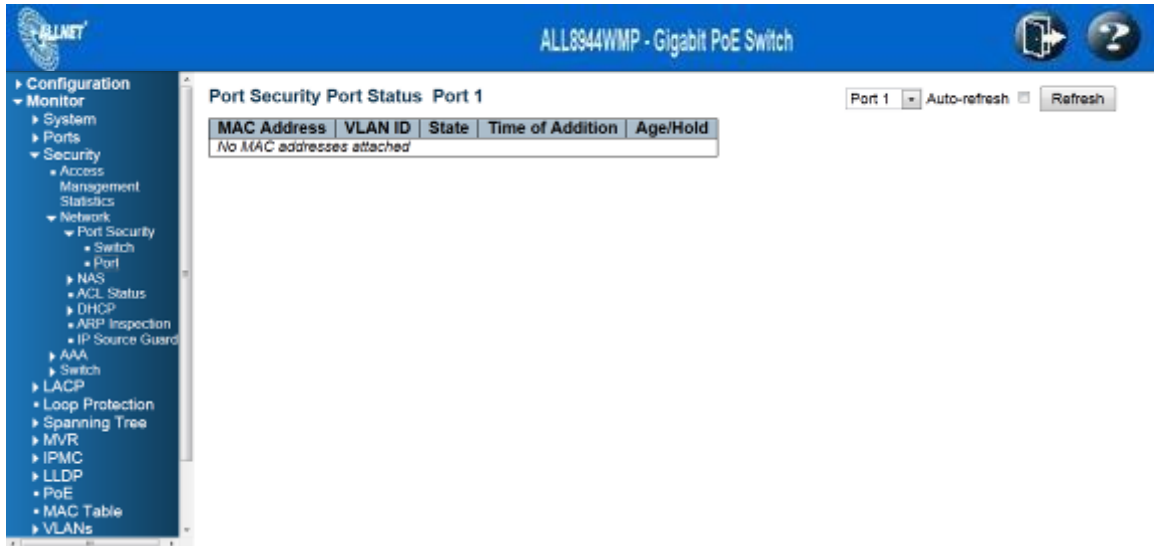 ALLNET
ALL8944WMP - Gigabit PoE Switch
?
Configuration
Monitor
System
Ports
Security
Access
Management
Statistics
Network
Port Security
Switch
Port
NAS
ACL Status
DHCP
ARP Inspection
IP Source Guard
AAA
Switch
LACP
Loop Protection
Spanning Tree
MVR
IPMC
LLDP
PoE
MAC Table
VLANs
Port Security Port Status Port 1
Port 1 Auto-refresh Refresh
MAC Address VLAN ID State Time of Addition Age/Hold
No MAC addresses attached